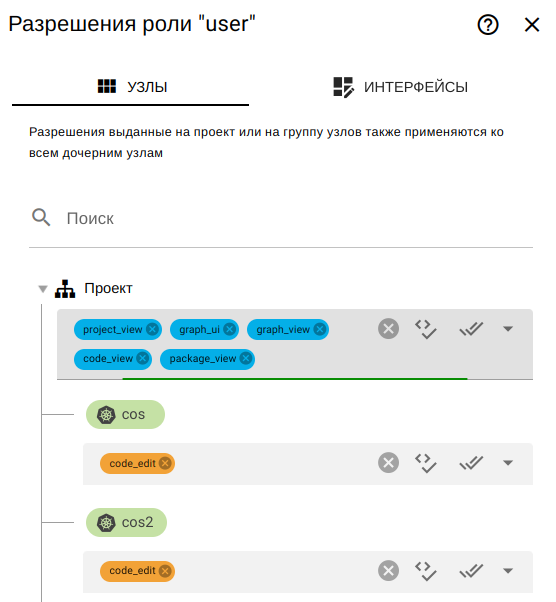 Разрешения роли "user"
УЗЛЫ
ИНТЕРФЕЙСЫ
Разрешения выданные на проект или на группу узлов также применяются ко
всем дочерним узлам
Поиск
Проект
project_view graph_ui graph_view
code_view package_view
cos
code_edit
cos2
code_edit